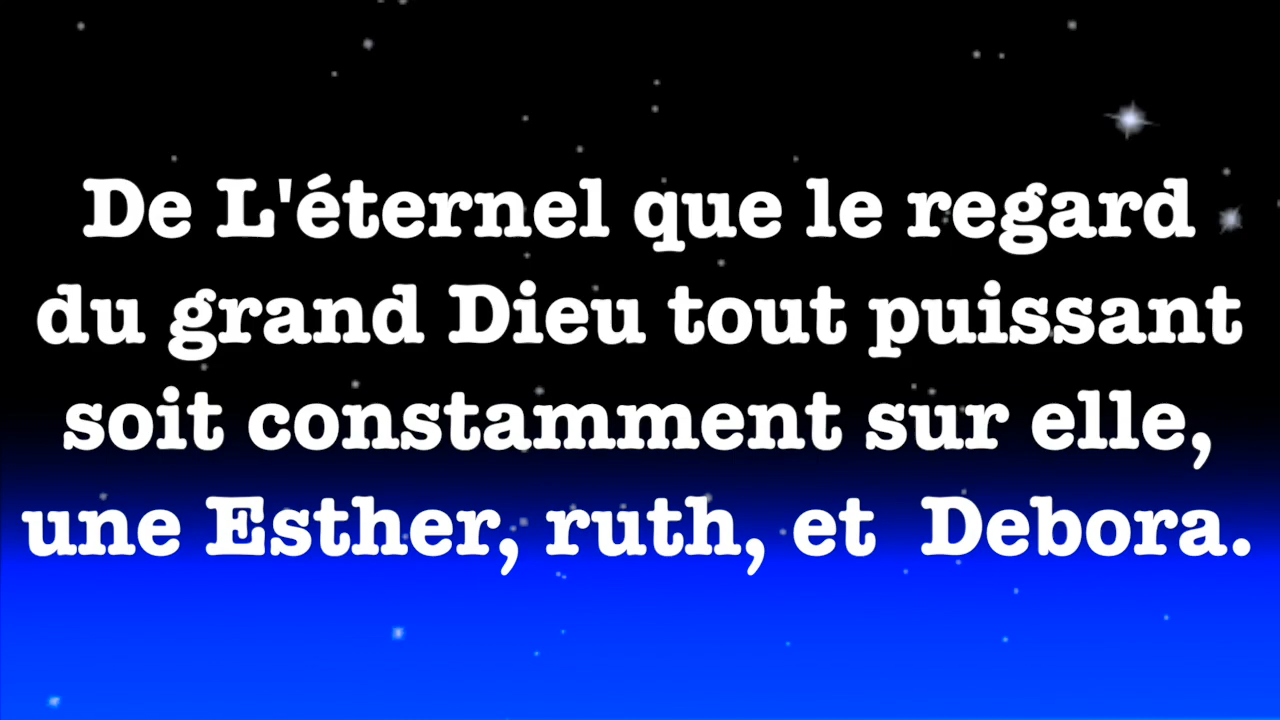 De L'éternel que le regard
du grand Dieu tout puissant
soit constamment sur elle,
une Esther, ruth, et  Debora.